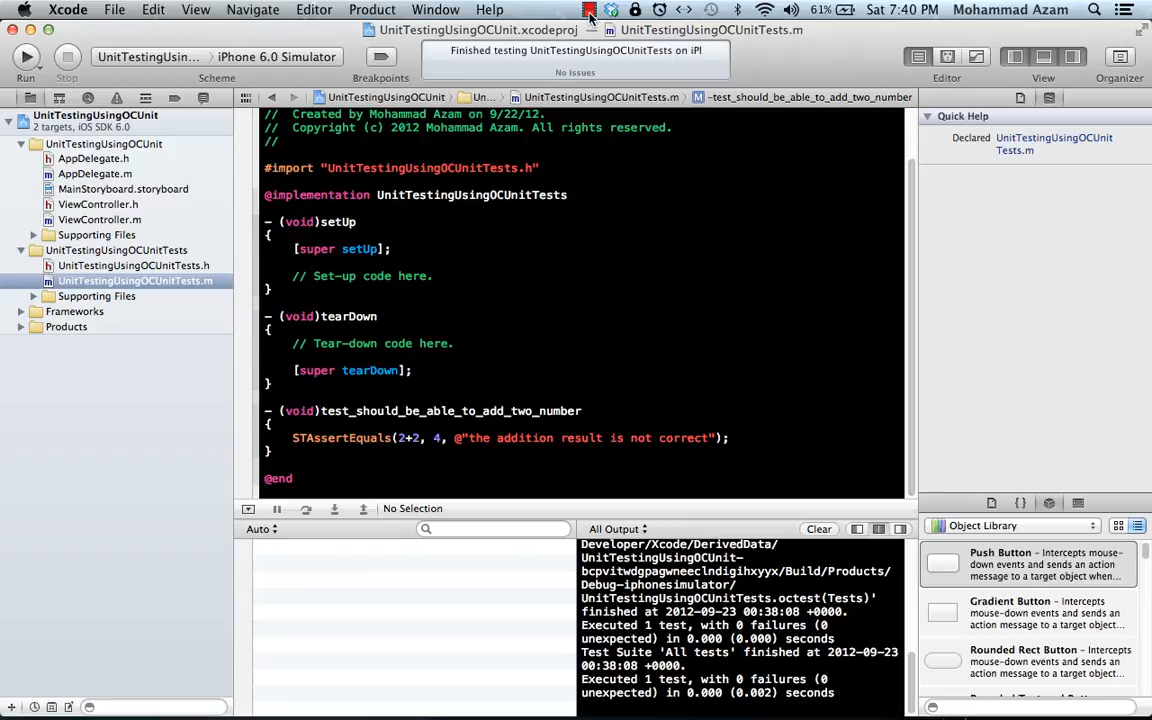 Xcode File Edit View Navigate Editor Product Window Help 61% Sat 7:40 PM Mohammad Azam
UnitTestingUsingOCUnit.xcodeproj — UnitTestingUsingOCUnitTests.m
Run Stop
UnitTestingUsin... iPhone 6.0 Simulator
Scheme
Breakpoints
Finished testing UnitTestingUsingOCUnitTests on iPl
No Issues
Editor View Organizer
UnitTestingUsingOCUnit Un... UnitTestingUsingOCUnitTests.m M -test_should_be_able_to_add_two_number
UnitTestingUsingOCUnit
2 targets, iOS SDK 6.0
UnitTestingUsingOCUnit
h AppDelegate.h
m AppDelegate.m
MainStoryboard.storyboard
h ViewController.h
m ViewController.m
Supporting Files
UnitTestingUsingOCUnitTests
h UnitTestingUsingOCUnitTests.h
m UnitTestingUsingOCUnitTests.m
Supporting Files
Frameworks
Products
// Created by Mohammad Azam on 9/22/12.
// Copyright (c) 2012 Mohammad Azam. All rights reserved.
//
#import "UnitTestingUsingOCUnitTests.h"
@implementation UnitTestingUsingOCUnitTests
- (void)setUp
{
[super setUp];
// Set-up code here.
}
- (void)tearDown
{
// Tear-down code here.
[super tearDown];
}
- (void)test_should_be_able_to_add_two_number
{
STAssertEquals(2+2, 4, @"the addition result is not correct");
}
@end
No Selection
Auto
All Output
Clear
Developer/Xcode/DerivedData/
UnitTestingUsingOCUnit-
bcpvitwdgpagwneeclndigihxyyx/Build/Products/
Debug-iphonesimulator/
UnitTestingUsingOCUnitTests.octest(Tests)'
finished at 2012-09-23 00:38:08 +0000.
Executed 1 test, with 0 failures (0
unexpected) in 0.000 (0.000) seconds
Test Suite 'All tests' finished at 2012-09-23
00:38:08 +0000.
Executed 1 test, with 0 failures (0
unexpected) in 0.000 (0.002) seconds
Quick Help
Declared UnitTestingUsingOCUnit
Tests.m
{}
Object Library
Push Button – Intercepts mouse-
down events and sends an action
message to a target object when...
Gradient Button – Intercepts
mouse-down events and sends an
action message to a target object...
Rounded Rect Button – Intercepts
mouse-down events and sends an
action message to a target object...